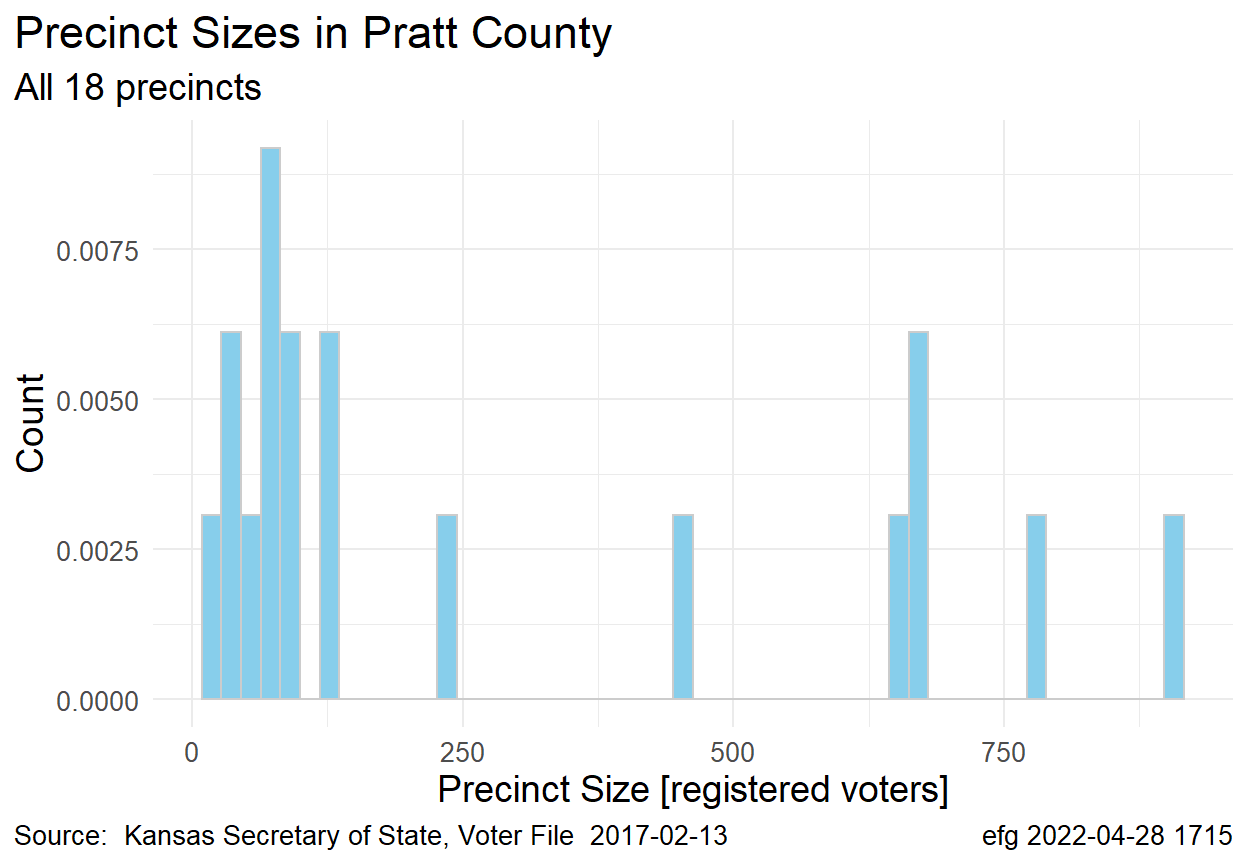 Precinct Sizes in Pratt County
All 18 precincts
Count
0.0075
0.0050
0.0025
0.0000
0 250 500 750
Precinct Size [registered voters]
Source:  Kansas Secretary of State, Voter File  2017-02-13
efg 2022-04-28 1715